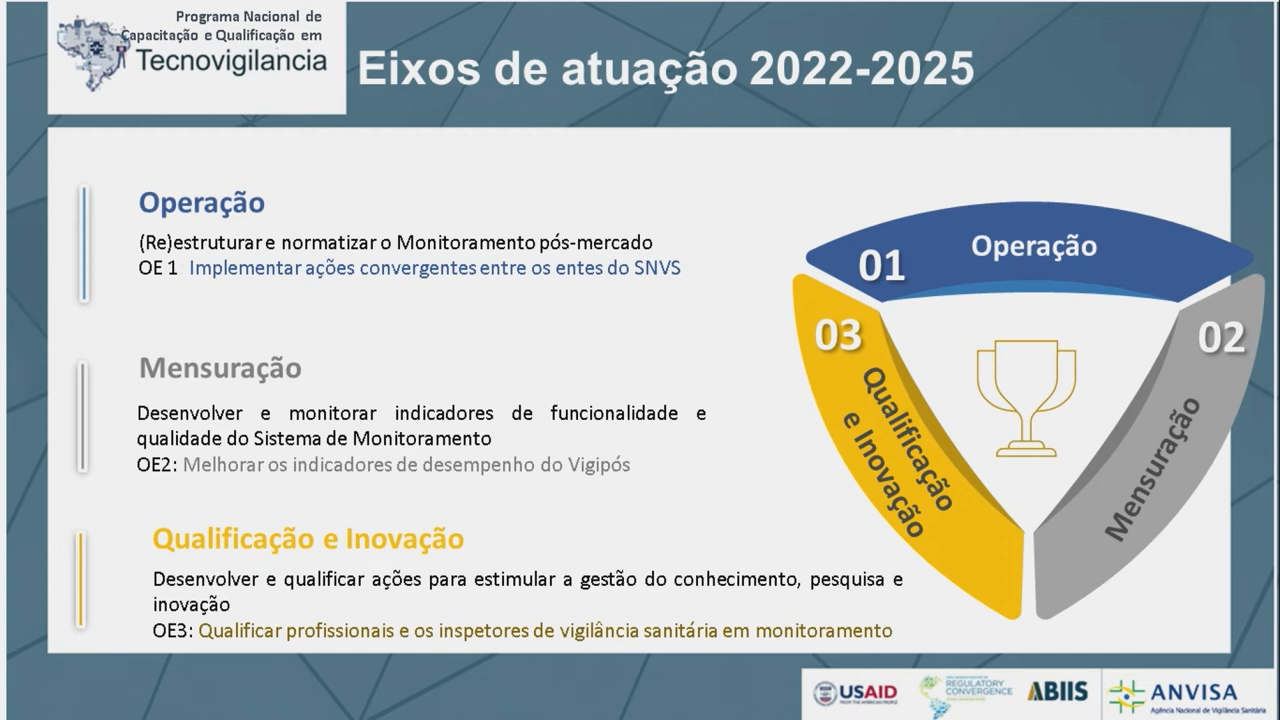 Programa Nacional de
Capacitação e Qualificação em
Tecnovigilancia
Eixos de atuação 2022-2025
Operação
(Re)estruturar e normatizar o Monitoramento pós-mercado
OE 1 Implementar ações convergentes entre os entes do SNVS
Mensuração
Desenvolver e monitorar indicadores de funcionalidade e
qualidade do Sistema de Monitoramento
OE2: Melhorar os indicadores de desempenho do Vigipós
Qualificação e Inovação
Desenvolver e qualificar ações para estimular a gestão do conhecimento, pesquisa e
inovação
OE3: Qualificar profissionais e os inspetores de vigilância sanitária em monitoramento
01
Operação
02
Mensuração
03
Qualificação
e Inovação
USAID
FROM THE AMERICAN PEOPLE
REGULATORY
CONVERGENCE
ABIIS
ANVISA
Agência Nacional de Vigilância Sanitária